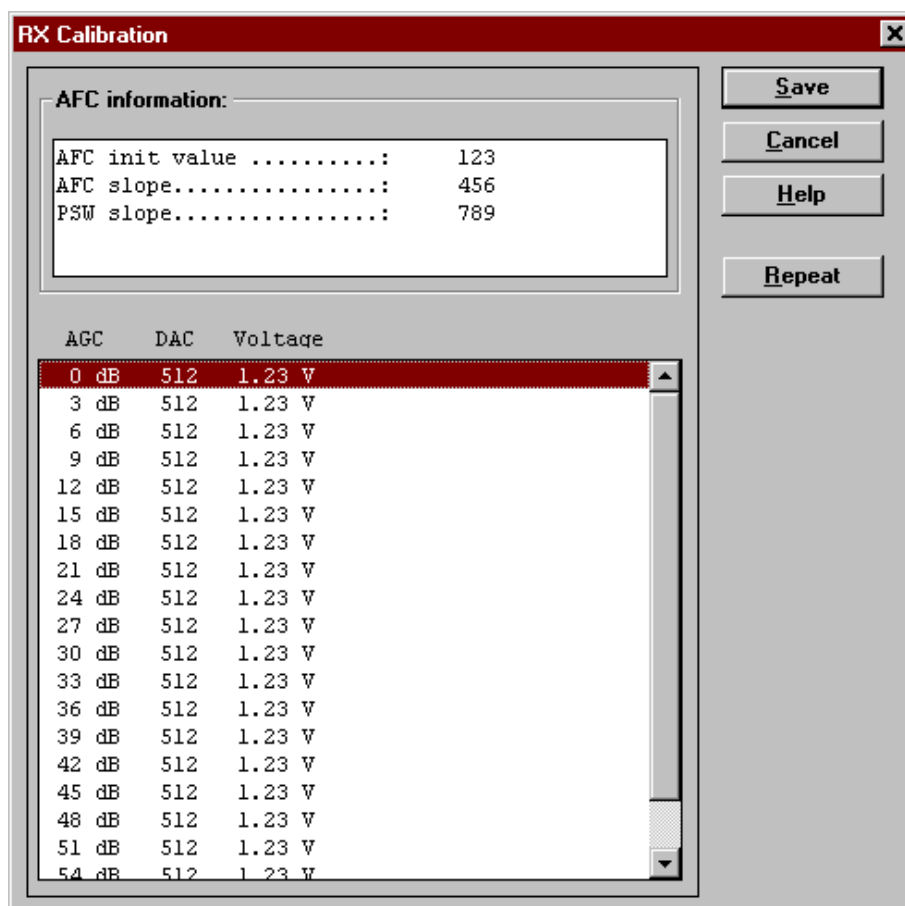 RX Calibration
AFC information:
AFC init value ..........: 123
AFC slope................: 456
PSW slope................: 789
Save
Cancel
Help
Repeat
AGC DAC Voltage
0 dB 512 1.23 V
3 dB 512 1.23 V
6 dB 512 1.23 V
9 dB 512 1.23 V
12 dB 512 1.23 V
15 dB 512 1.23 V
18 dB 512 1.23 V
21 dB 512 1.23 V
24 dB 512 1.23 V
27 dB 512 1.23 V
30 dB 512 1.23 V
33 dB 512 1.23 V
36 dB 512 1.23 V
39 dB 512 1.23 V
42 dB 512 1.23 V
45 dB 512 1.23 V
48 dB 512 1.23 V
51 dB 512 1.23 V
54 dB 512 1.23 V